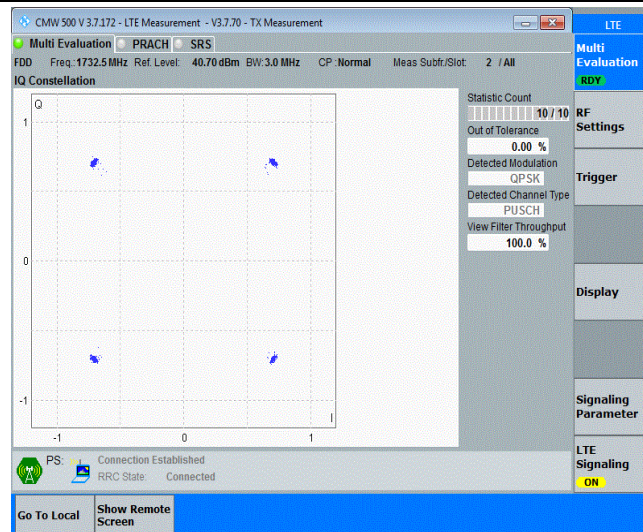 CMW 500 V 3.7.172 - LTE Measurement - V3.7.70 - TX Measurement
LTE
Multi Evaluation PRACH SRS
Multi
Evaluation
RDY
FDD Freq.: 1732.5 MHz Ref. Level: 40.70 dBm BW: 3.0 MHz CP : Normal Meas Subfr./Slot: 2 / All
IQ Constellation
Q
1
0
-1
-1
0
1
I
Statistic Count
10 / 10
Out of Tolerance
0.00 %
Detected Modulation
QPSK
Detected Channel Type
PUSCH
View Filter Throughput
100.0 %
RF
Settings
Trigger
Display
Signaling
Parameter
LTE
Signaling
ON
PS: Connection Established
RRC State: Connected
Go To Local
Show Remote
Screen